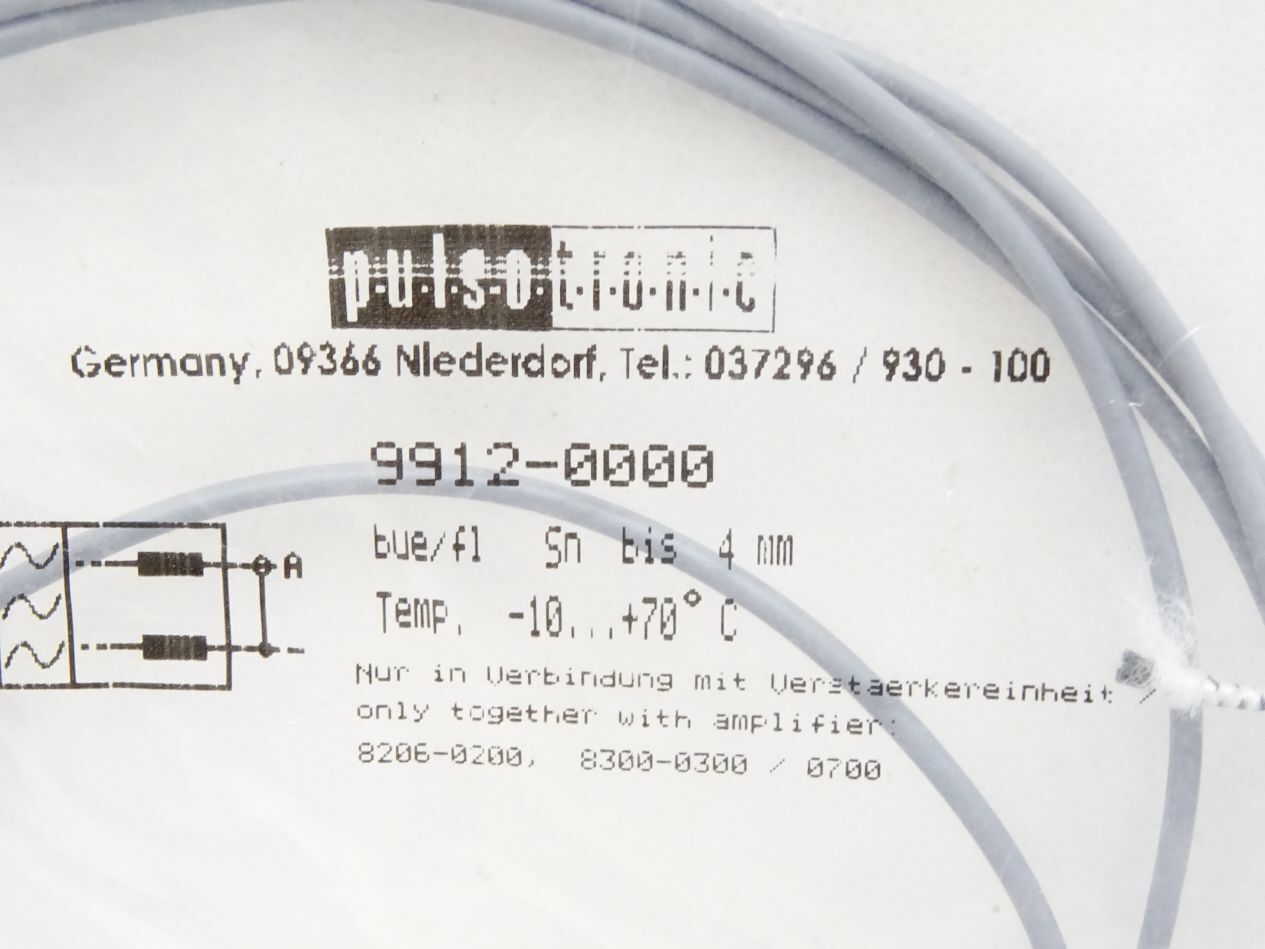 pulsotronic
Germany, 09366 Niederdorf, Tel.: 037296 / 930 - 100
9912-0000
bue/fl Sn bis 4 mm
A
Temp. -10...+70° C
Nur in Verbindung mit Verstaerkereinheit /
only together with amplifier:
8206-0200, 8300-0300 / 0700